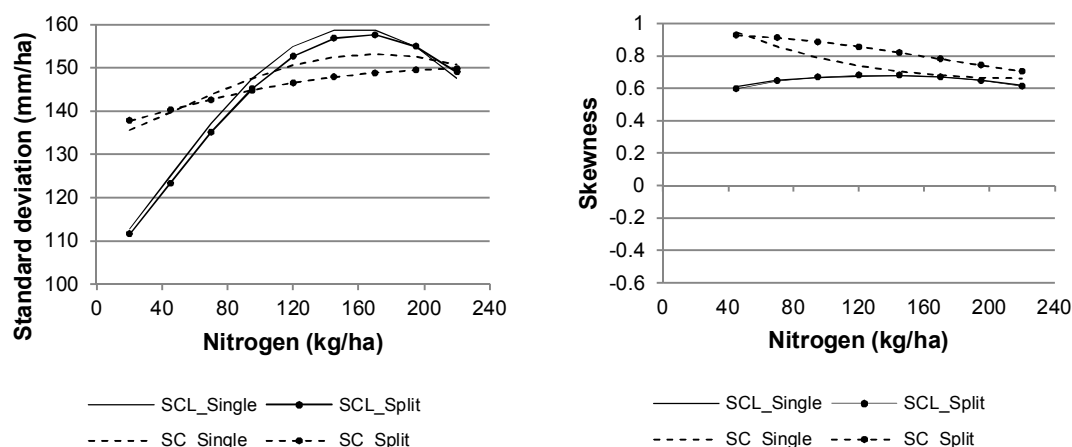 Standard deviation (mm/ha)
160
150
140
130
120
110
100
0 40 80 120 160 200 240
Nitrogen (kg/ha)
SCL_Single SCL_Split
SC_Single SC_Split
Skewness
1
0.8
0.6
0.4
0.2
0
-0.2
-0.4
-0.6
0 40 80 120 160 200 240
Nitrogen (kg/ha)
SCL_Single SCL_Split
SC_Single SC_Split